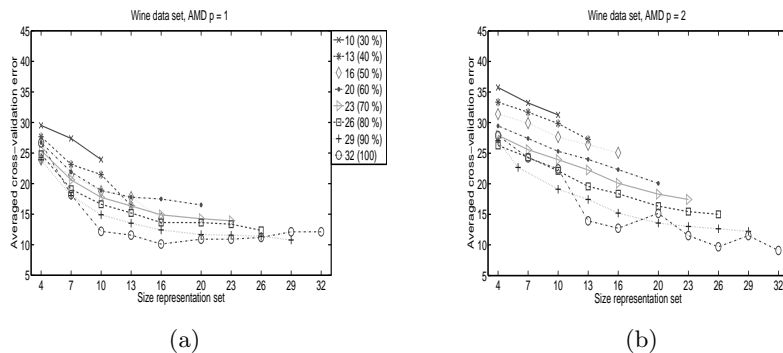 Wine data set, AMD p = 1
45
40
35
30
25
20
15
10
5
Averaged cross−validation error
4 7 10 13 16 20 23 26 29 32
Size representation set
10 (30 %)
13 (40 %)
16 (50 %)
20 (60 %)
23 (70 %)
26 (80 %)
29 (90 %)
32 (100)
(a)
Wine data set, AMD p = 2
45
40
35
30
25
20
15
10
5
Averaged cross−validation error
4 7 10 13 16 20 23 26 29 32
Size representation set
(b)